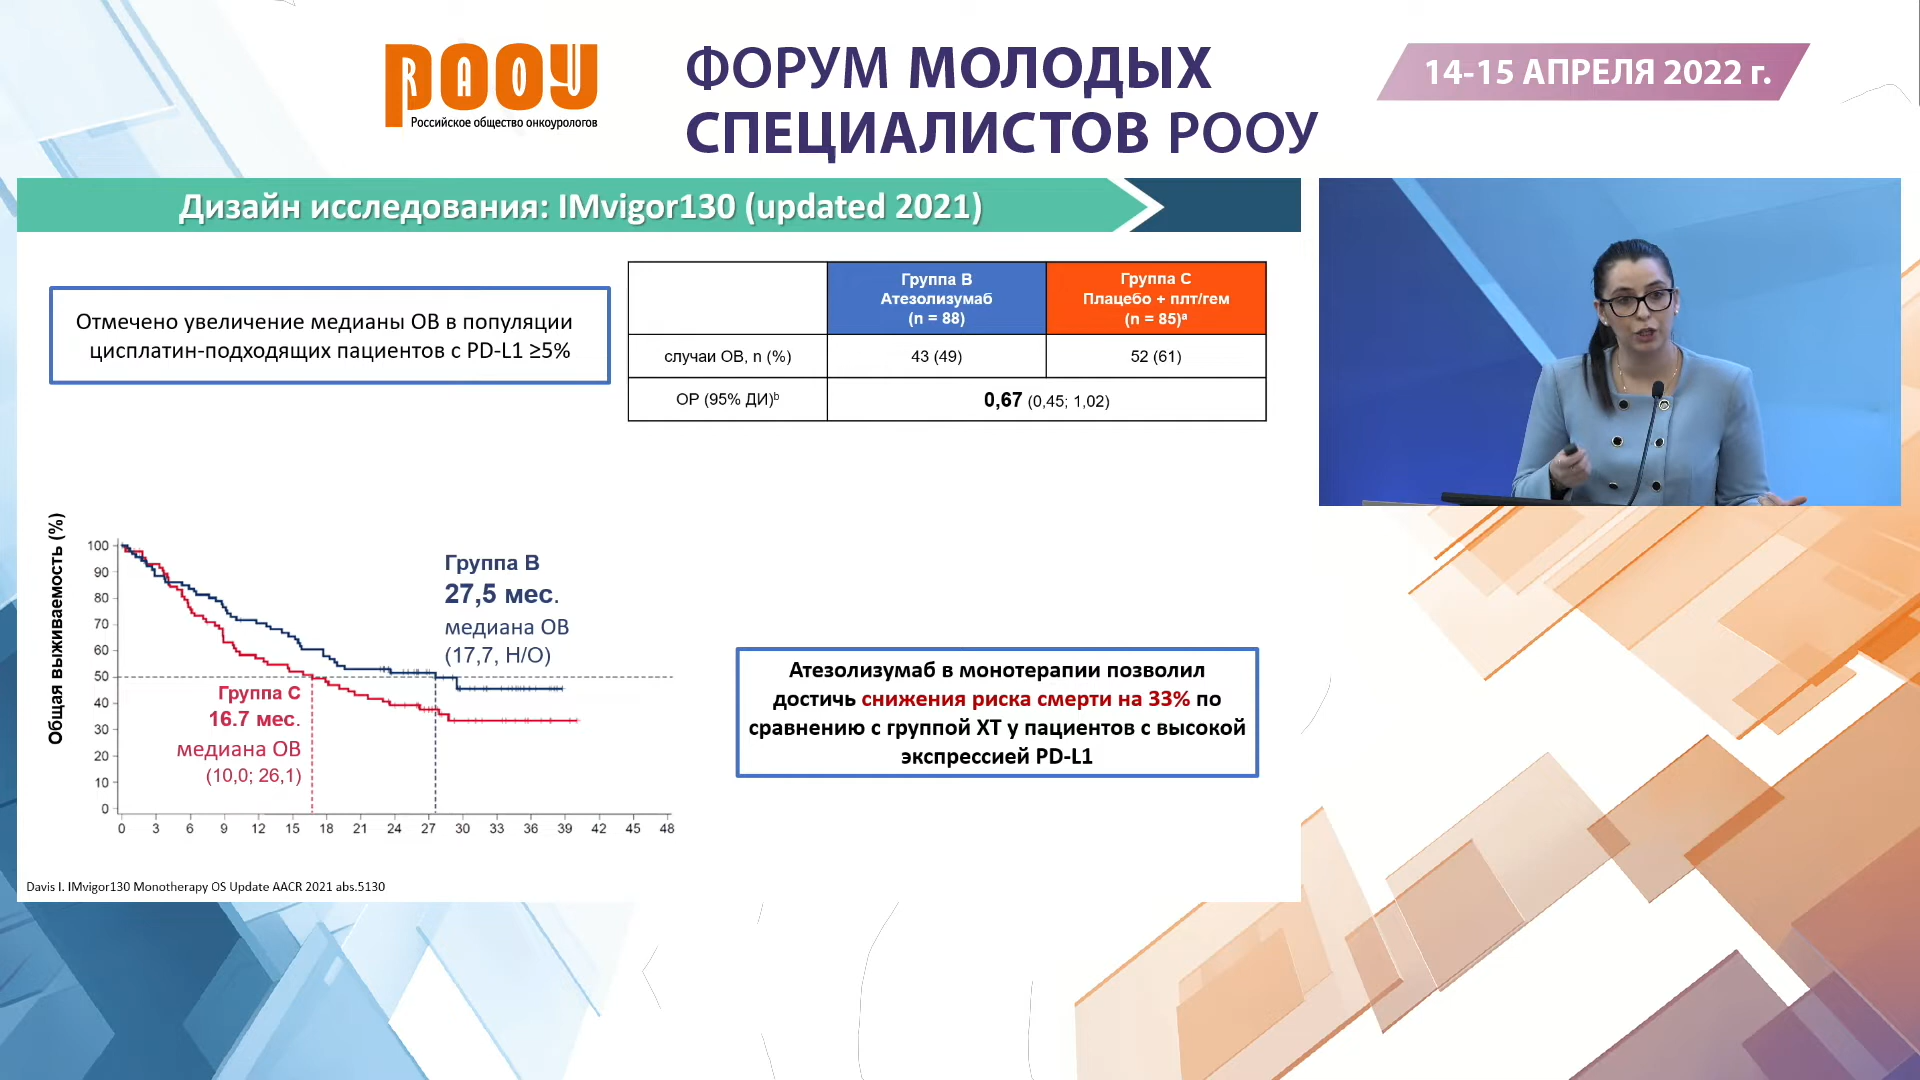 РООУ
RAOU
Российское общество онкоурологов
ФОРУМ МОЛОДЫХ
СПЕЦИАЛИСТОВ РООУ
14-15 АПРЕЛЯ 2022 г.
Дизайн исследования: IMvigor130 (updated 2021)
Отмечено увеличение медианы ОВ в популяции
цисплатин-подходящих пациентов с PD-L1 ≥5%
Группа B
Атезолизумаб
(n = 88)
Группа C
Плацебо + плт/гем
(n = 85)ª
случаи ОВ, n (%)
43 (49)
52 (61)
ОР (95% ДИ)ᵇ
0,67 (0,45; 1,02)
Общая выживаемость (%)
100
90
80
70
60
50
40
30
20
10
0
Группа B
27,5 мес.
медиана ОВ
(17,7, Н/О)
Группа C
16.7 мес.
медиана ОВ
(10,0; 26,1)
0 3 6 9 12 15 18 21 24 27 30 33 36 39 42 45 48
Атезолизумаб в монотерапии позволил
достичь снижения риска смерти на 33% по
сравнению с группой ХТ у пациентов с высокой
экспрессией PD-L1
Davis I. IMvigor130 Monotherapy OS Update AACR 2021 abs.5130